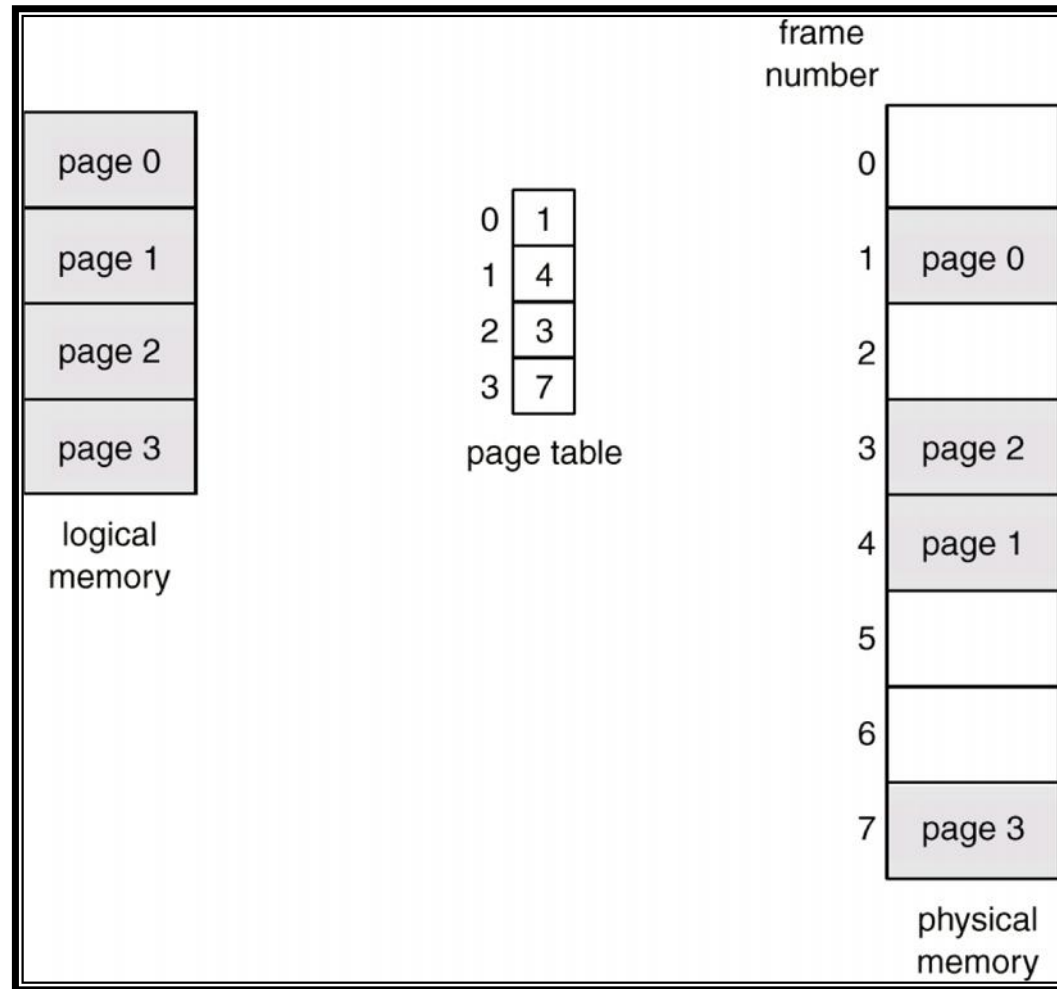 frame
number
page 0
page 1
page 2
page 3
logical
memory
0 1
1 4
2 3
3 7
page table
0
1 page 0
2
3 page 2
4 page 1
5
6
7 page 3
physical
memory